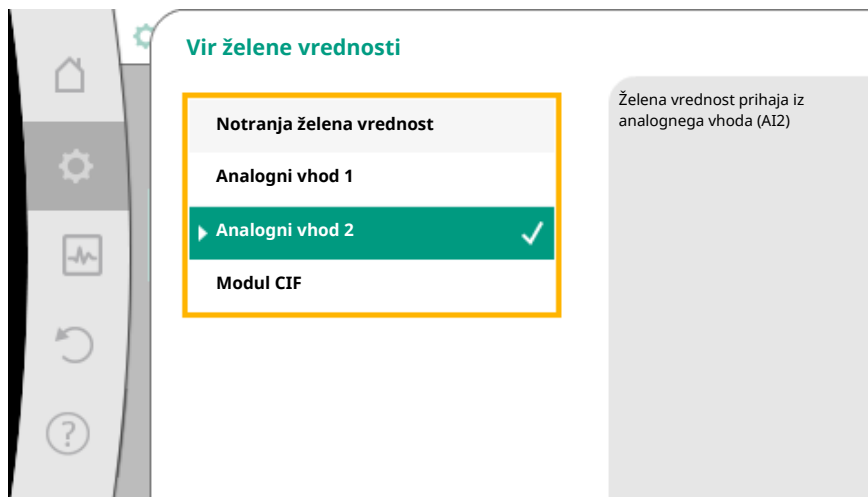 Vir želene vrednosti
Notranja želena vrednost
Analogni vhod 1
Analogni vhod 2
Modul CIF
Želena vrednost prihaja iz
analognega vhoda (AI2)
?